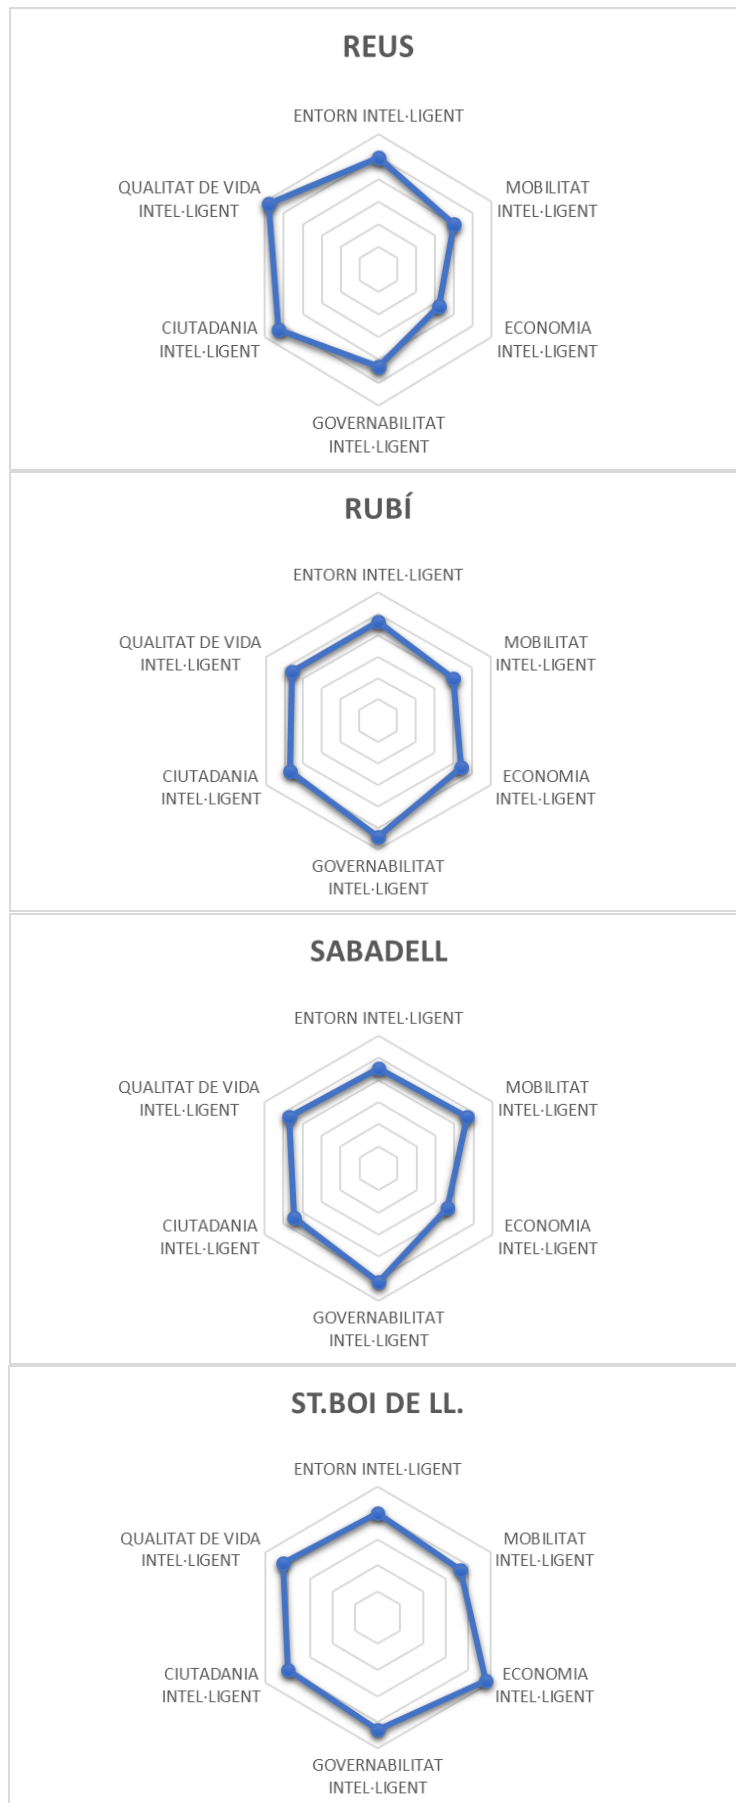 REUS
ENTORN INTEL·LIGENT
QUALITAT DE VIDA
INTEL·LIGENT
MOBILITAT
INTEL·LIGENT
CIUTADANIA
INTEL·LIGENT
ECONOMIA
INTEL·LIGENT
GOVERNABILITAT
INTEL·LIGENT
RUBÍ
ENTORN INTEL·LIGENT
QUALITAT DE VIDA
INTEL·LIGENT
MOBILITAT
INTEL·LIGENT
CIUTADANIA
INTEL·LIGENT
ECONOMIA
INTEL·LIGENT
GOVERNABILITAT
INTEL·LIGENT
SABADELL
ENTORN INTEL·LIGENT
QUALITAT DE VIDA
INTEL·LIGENT
MOBILITAT
INTEL·LIGENT
CIUTADANIA
INTEL·LIGENT
ECONOMIA
INTEL·LIGENT
GOVERNABILITAT
INTEL·LIGENT
ST.BOI DE LL.
ENTORN INTEL·LIGENT
QUALITAT DE VIDA
INTEL·LIGENT
MOBILITAT
INTEL·LIGENT
CIUTADANIA
INTEL·LIGENT
ECONOMIA
INTEL·LIGENT
GOVERNABILITAT
INTEL·LIGENT